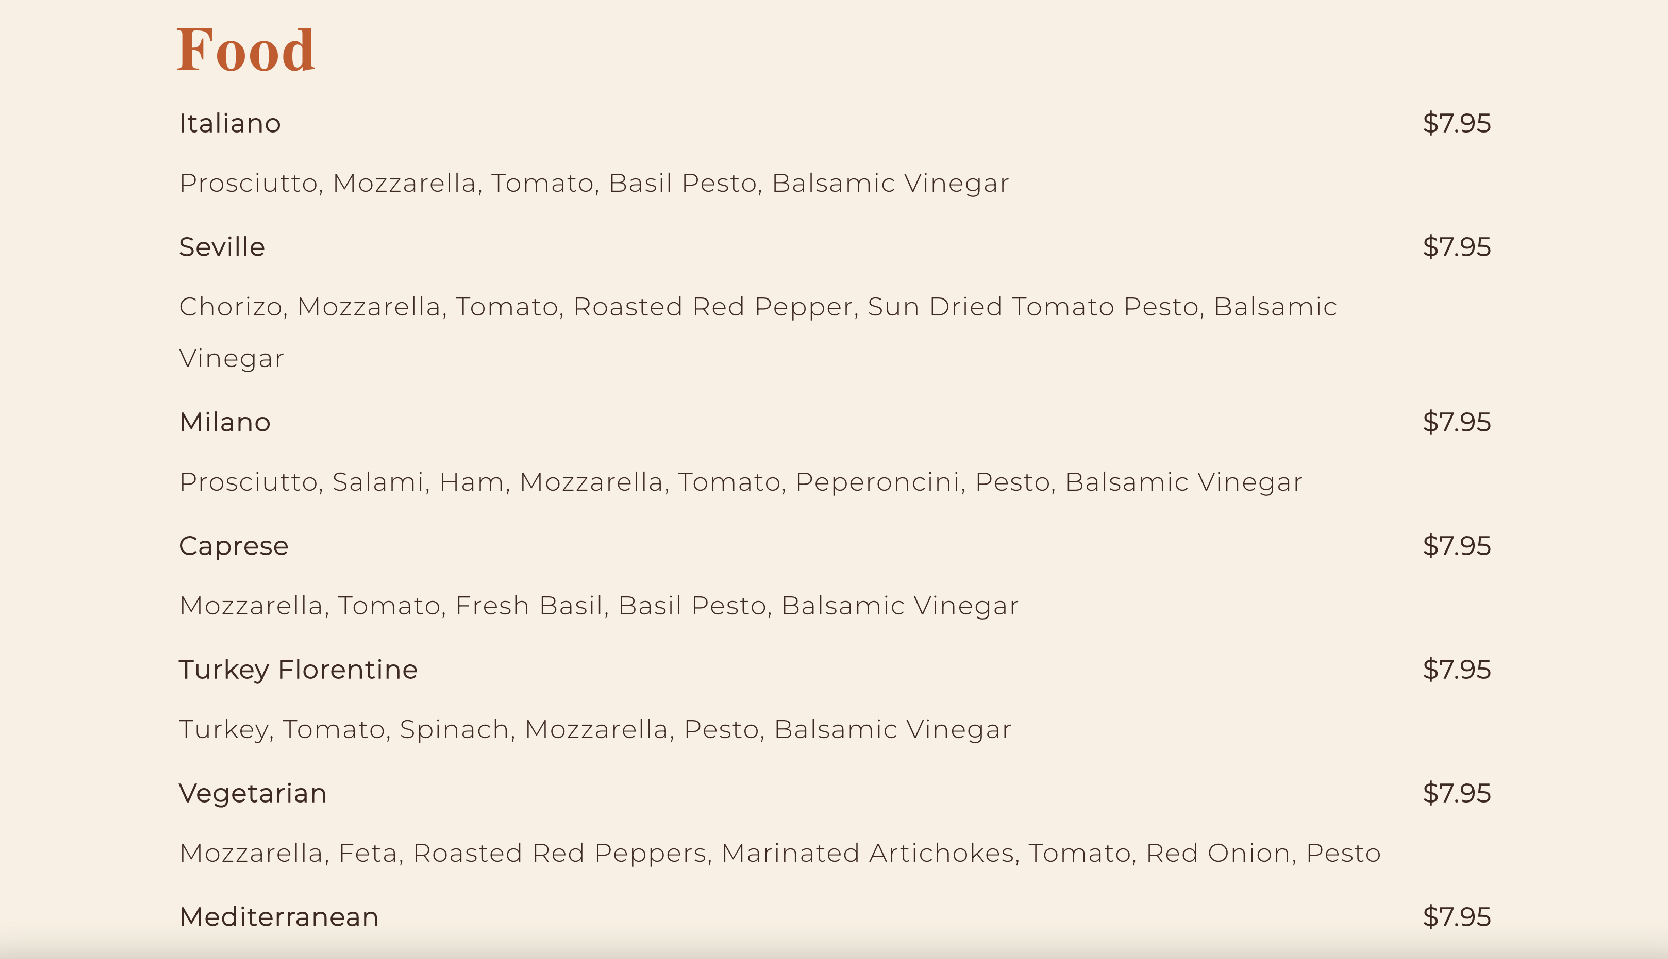 Food
Italiano $7.95
Prosciutto, Mozzarella, Tomato, Basil Pesto, Balsamic Vinegar
Seville $7.95
Chorizo, Mozzarella, Tomato, Roasted Red Pepper, Sun Dried Tomato Pesto, Balsamic
Vinegar
Milano $7.95
Prosciutto, Salami, Ham, Mozzarella, Tomato, Peperoncini, Pesto, Balsamic Vinegar
Caprese $7.95
Mozzarella, Tomato, Fresh Basil, Basil Pesto, Balsamic Vinegar
Turkey Florentine $7.95
Turkey, Tomato, Spinach, Mozzarella, Pesto, Balsamic Vinegar
Vegetarian $7.95
Mozzarella, Feta, Roasted Red Peppers, Marinated Artichokes, Tomato, Red Onion, Pesto
Mediterranean $7.95